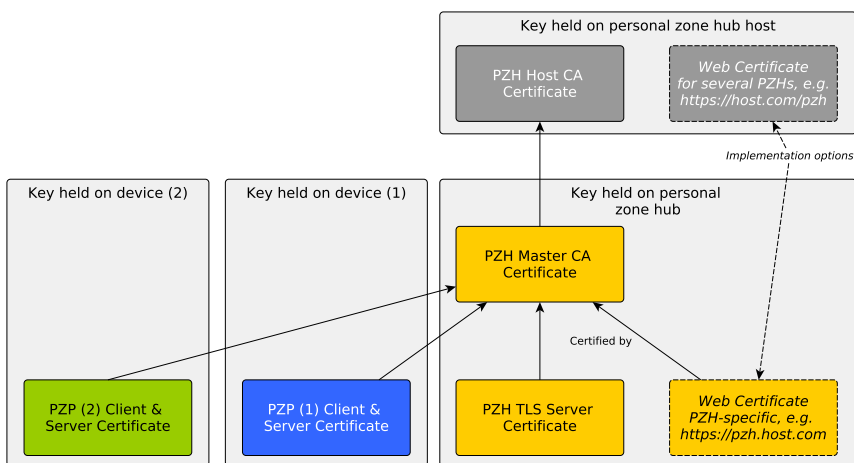 Key held on personal zone hub host
PZH Host CA
Certificate
Web Certificate
for several PZHs, e.g.
https://host.com/pzh
Implementation options
Key held on device (2)
Key held on device (1)
Key held on personal
zone hub
PZH Master CA
Certificate
Certified by
PZP (2) Client &
Server Certificate
PZP (1) Client &
Server Certificate
PZH TLS Server
Certificate
Web Certificate
PZH-specific, e.g.
https://pzh.host.com